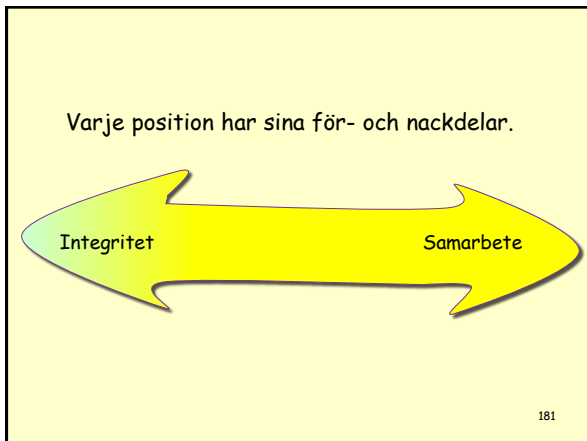 Varje position har sina för- och nackdelar.
Integritet
Samarbete
181